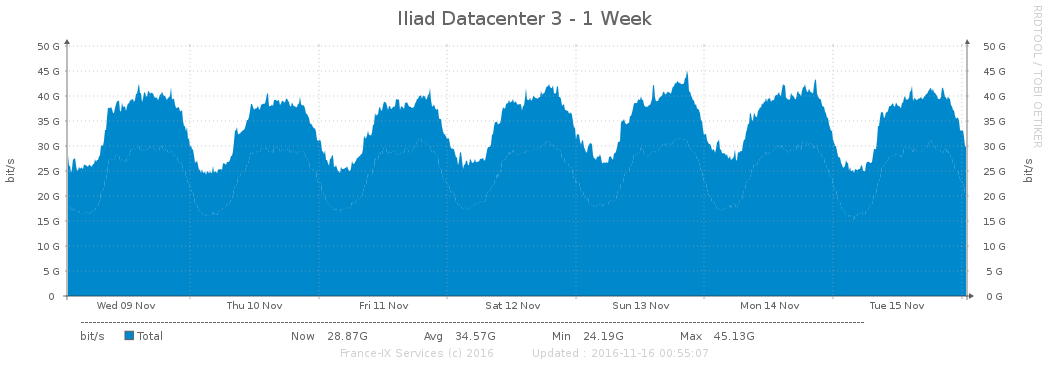 Iliad Datacenter 3 - 1 Week
RRDTOOL / TOBI OETIKER
bit/s
50 G 50 G
45 G 45 G
40 G 40 G
35 G 35 G
30 G 30 G
25 G 25 G
20 G 20 G
15 G 15 G
10 G 10 G
5 G 5 G
0 0 G
bit/s
Wed 09 Nov Thu 10 Nov Fri 11 Nov Sat 12 Nov Sun 13 Nov Mon 14 Nov Tue 15 Nov
bit/s Total Now 28.87G Avg 34.57G Min 24.19G Max 45.13G
France-IX Services (c) 2016 Updated : 2016-11-16 00:55:07